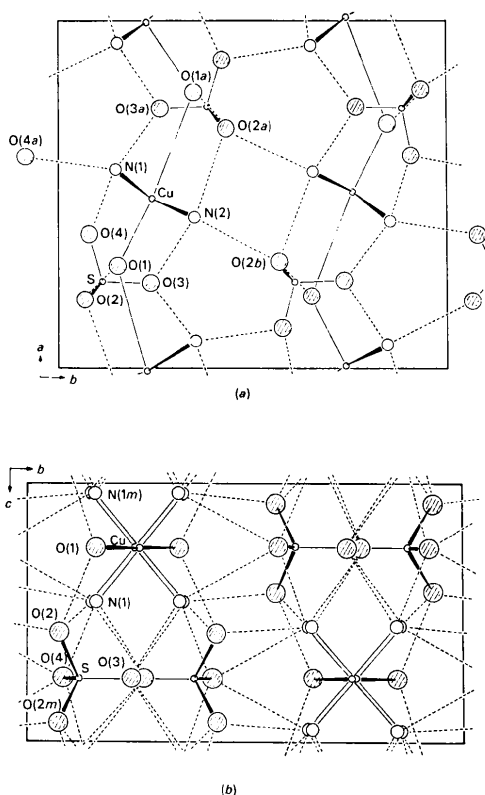 O(1a)
O(3a)
O(2a)
O(4a)
N(1)
Cu
N(2)
O(4)
O(1)
O(2b)
S
O(3)
O(2)
a
b
(a)
b
c
N(1m)
Cu
O(1)
N(1)
O(2)
O(4)
S
O(3)
O(2m)
(b)